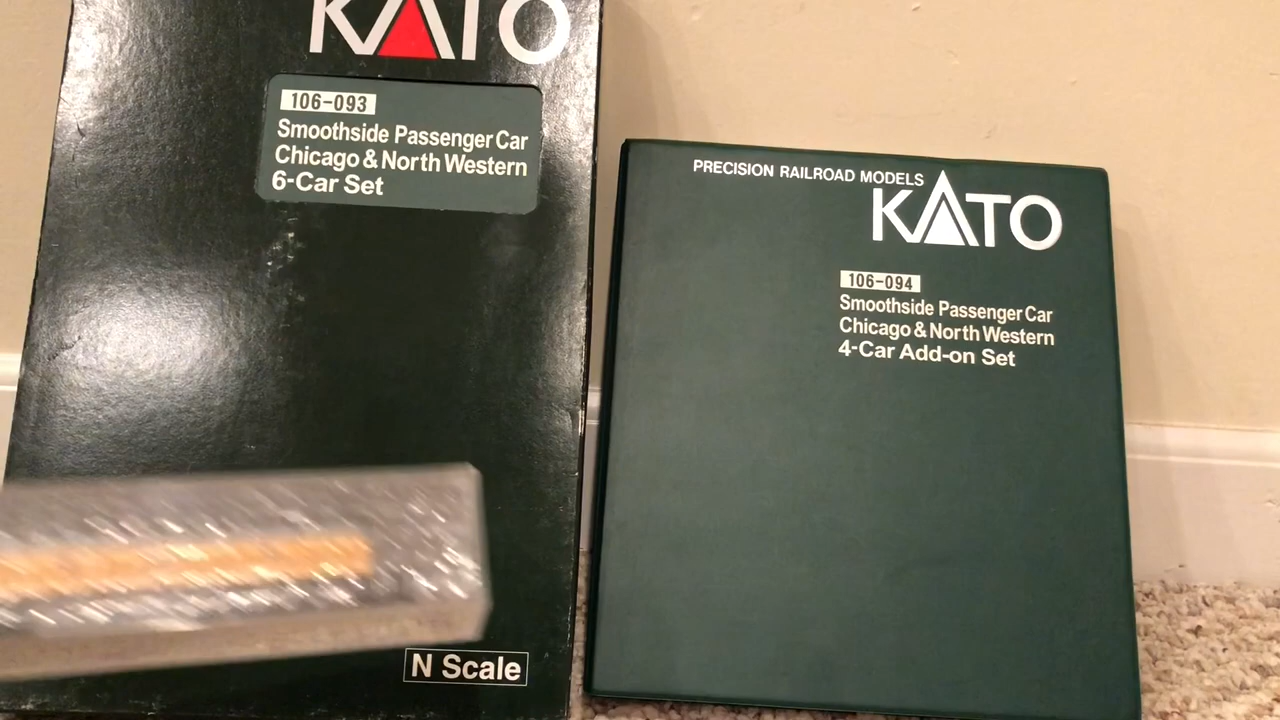 KATO
106-093
Smoothside Passenger Car
Chicago & North Western
6-Car Set
N Scale
PRECISION RAILROAD MODELS
KATO
106-094
Smoothside Passenger Car
Chicago & North Western
4-Car Add-on Set